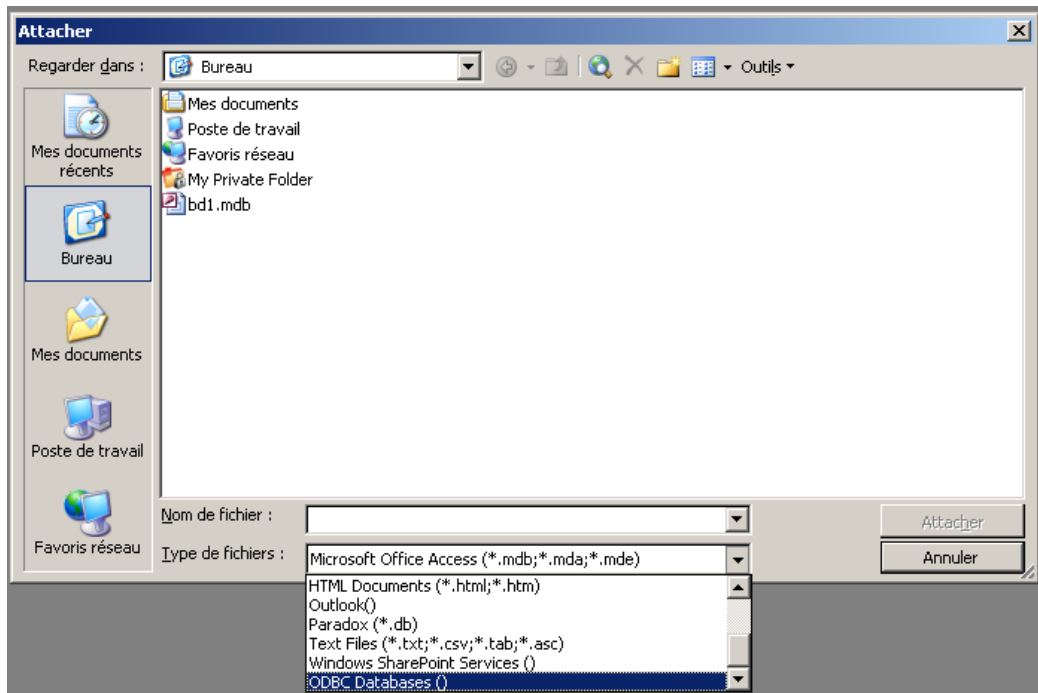 Attacher
Regarder dans :
Bureau
Outils
Mes documents récents
Bureau
Mes documents
Poste de travail
Favoris réseau
Mes documents
Poste de travail
Favoris réseau
My Private Folder
bd1.mdb
Nom de fichier :
Attacher
Type de fichiers :
Microsoft Office Access (*.mdb;*.mda;*.mde)
Annuler
HTML Documents (*.html;*.htm)
Outlook()
Paradox (*.db)
Text Files (*.txt;*.csv;*.tab;*.asc)
Windows SharePoint Services ()
ODBC Databases ()